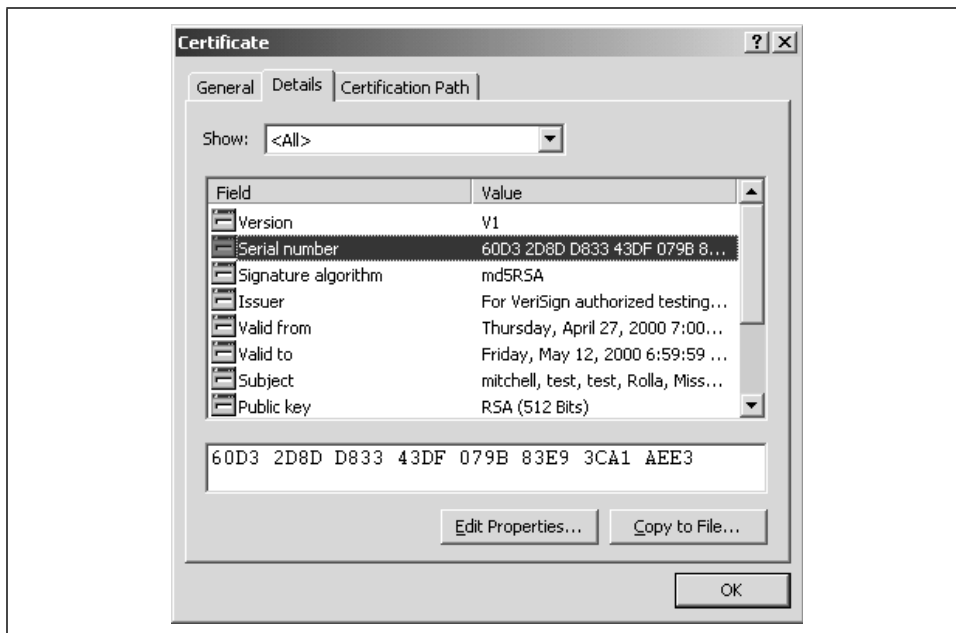 Certificate
General Details Certification Path
Show: <All>
Field Value
Version V1
Serial number 60D3 2D8D D833 43DF 079B 8...
Signature algorithm md5RSA
Issuer For VeriSign authorized testing...
Valid from Thursday, April 27, 2000 7:00...
Valid to Friday, May 12, 2000 6:59:59 ...
Subject mitchell, test, test, Rolla, Miss...
Public key RSA (512 Bits)
60D3 2D8D D833 43DF 079B 83E9 3CA1 AEE3
Edit Properties... Copy to File...
OK